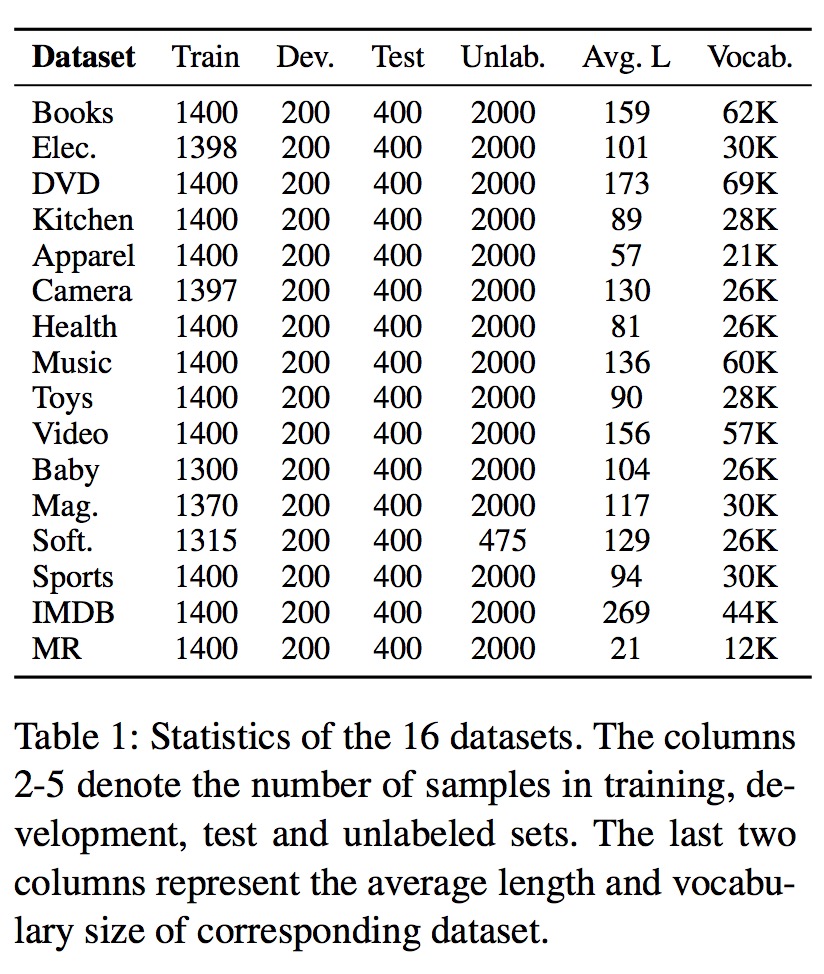 Dataset Train Dev. Test Unlab. Avg. L Vocab.
Books 1400 200 400 2000 159 62K
Elec. 1398 200 400 2000 101 30K
DVD 1400 200 400 2000 173 69K
Kitchen 1400 200 400 2000 89 28K
Apparel 1400 200 400 2000 57 21K
Camera 1397 200 400 2000 130 26K
Health 1400 200 400 2000 81 26K
Music 1400 200 400 2000 136 60K
Toys 1400 200 400 2000 90 28K
Video 1400 200 400 2000 156 57K
Baby 1300 200 400 2000 104 26K
Mag. 1370 200 400 2000 117 30K
Soft. 1315 200 400 475 129 26K
Sports 1400 200 400 2000 94 30K
IMDB 1400 200 400 2000 269 44K
MR 1400 200 400 2000 21 12K
Table 1: Statistics of the 16 datasets. The columns
2-5 denote the number of samples in training, de-
velopment, test and unlabeled sets. The last two
columns represent the average length and vocabu-
lary size of corresponding dataset.